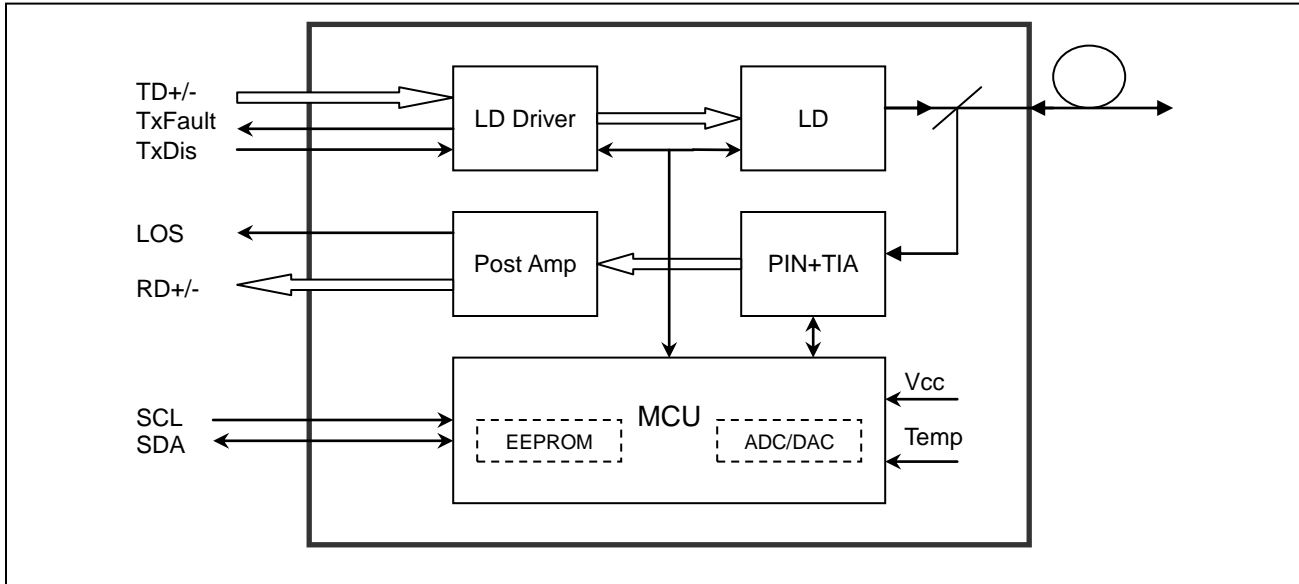 TD+/-
TxFault
TxDis
LD Driver
LD
LOS
RD+/-
Post Amp
PIN+TIA
SCL
SDA
MCU
EEPROM
ADC/DAC
Vcc
Temp